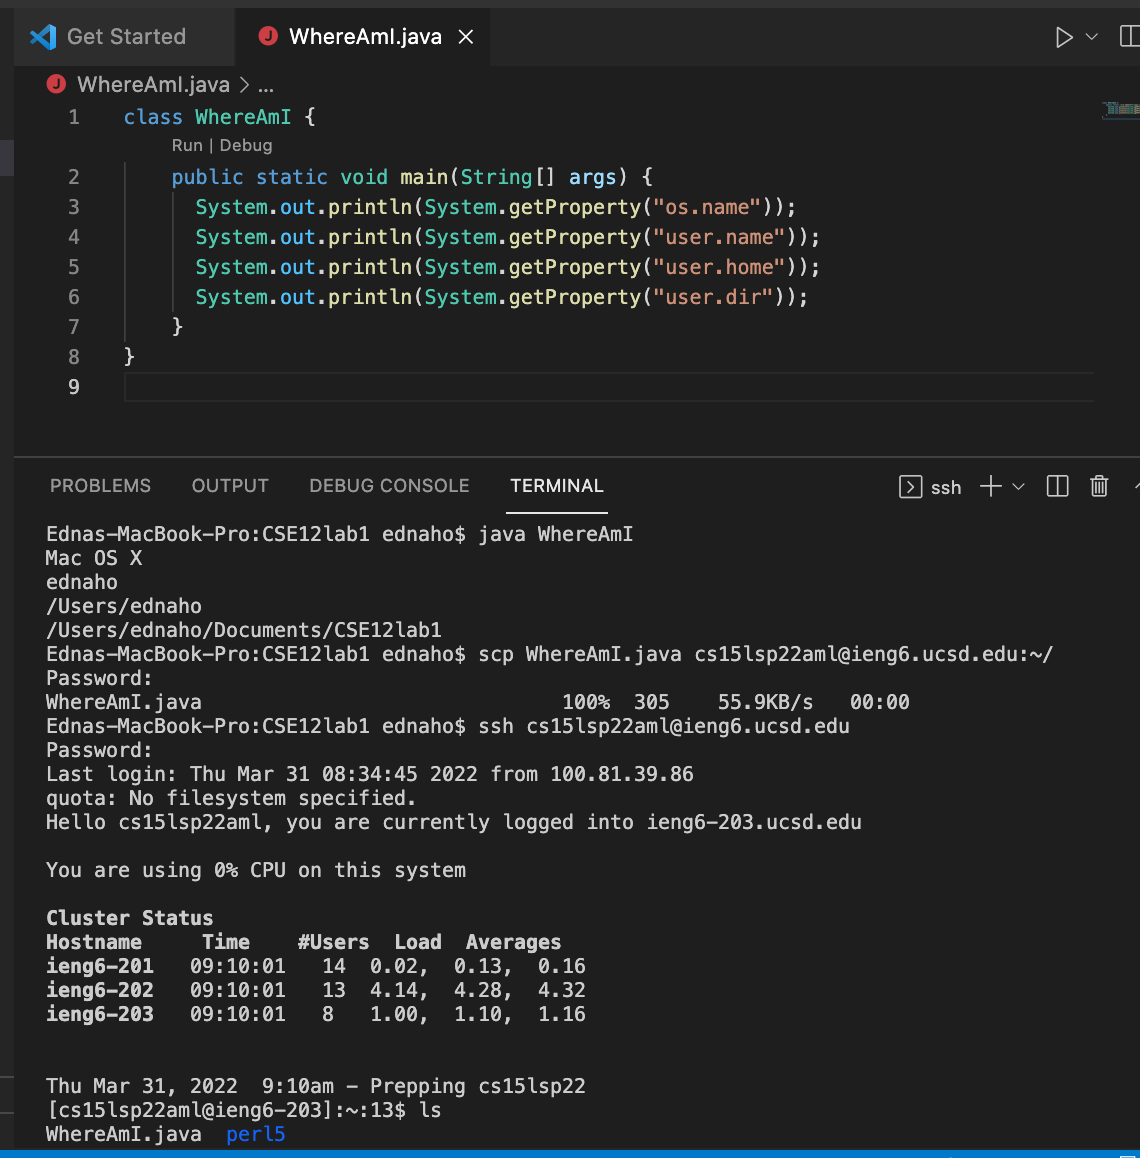 Get Started
WhereAmI.java
WhereAmI.java > ...
1 class WhereAmI {
Run | Debug
2 public static void main(String[] args) {
3 System.out.println(System.getProperty("os.name"));
4 System.out.println(System.getProperty("user.name"));
5 System.out.println(System.getProperty("user.home"));
6 System.out.println(System.getProperty("user.dir"));
7 }
8 }
9
PROBLEMS OUTPUT DEBUG CONSOLE TERMINAL ssh
Ednas-MacBook-Pro:CSE12lab1 ednaho$ java WhereAmI
Mac OS X
ednaho
/Users/ednaho
/Users/ednaho/Documents/CSE12lab1
Ednas-MacBook-Pro:CSE12lab1 ednaho$ scp WhereAmI.java cs15lsp22aml@ieng6.ucsd.edu:~/
Password:
WhereAmI.java 100% 305 55.9KB/s 00:00
Ednas-MacBook-Pro:CSE12lab1 ednaho$ ssh cs15lsp22aml@ieng6.ucsd.edu
Password:
Last login: Thu Mar 31 08:34:45 2022 from 100.81.39.86
quota: No filesystem specified.
Hello cs15lsp22aml, you are currently logged into ieng6-203.ucsd.edu
You are using 0% CPU on this system
Cluster Status
Hostname Time #Users Load Averages
ieng6-201 09:10:01 14 0.02, 0.13, 0.16
ieng6-202 09:10:01 13 4.14, 4.28, 4.32
ieng6-203 09:10:01 8 1.00, 1.10, 1.16
Thu Mar 31, 2022 9:10am - Prepping cs15lsp22
[cs15lsp22aml@ieng6-203]:~:13$ ls
WhereAmI.java perl5